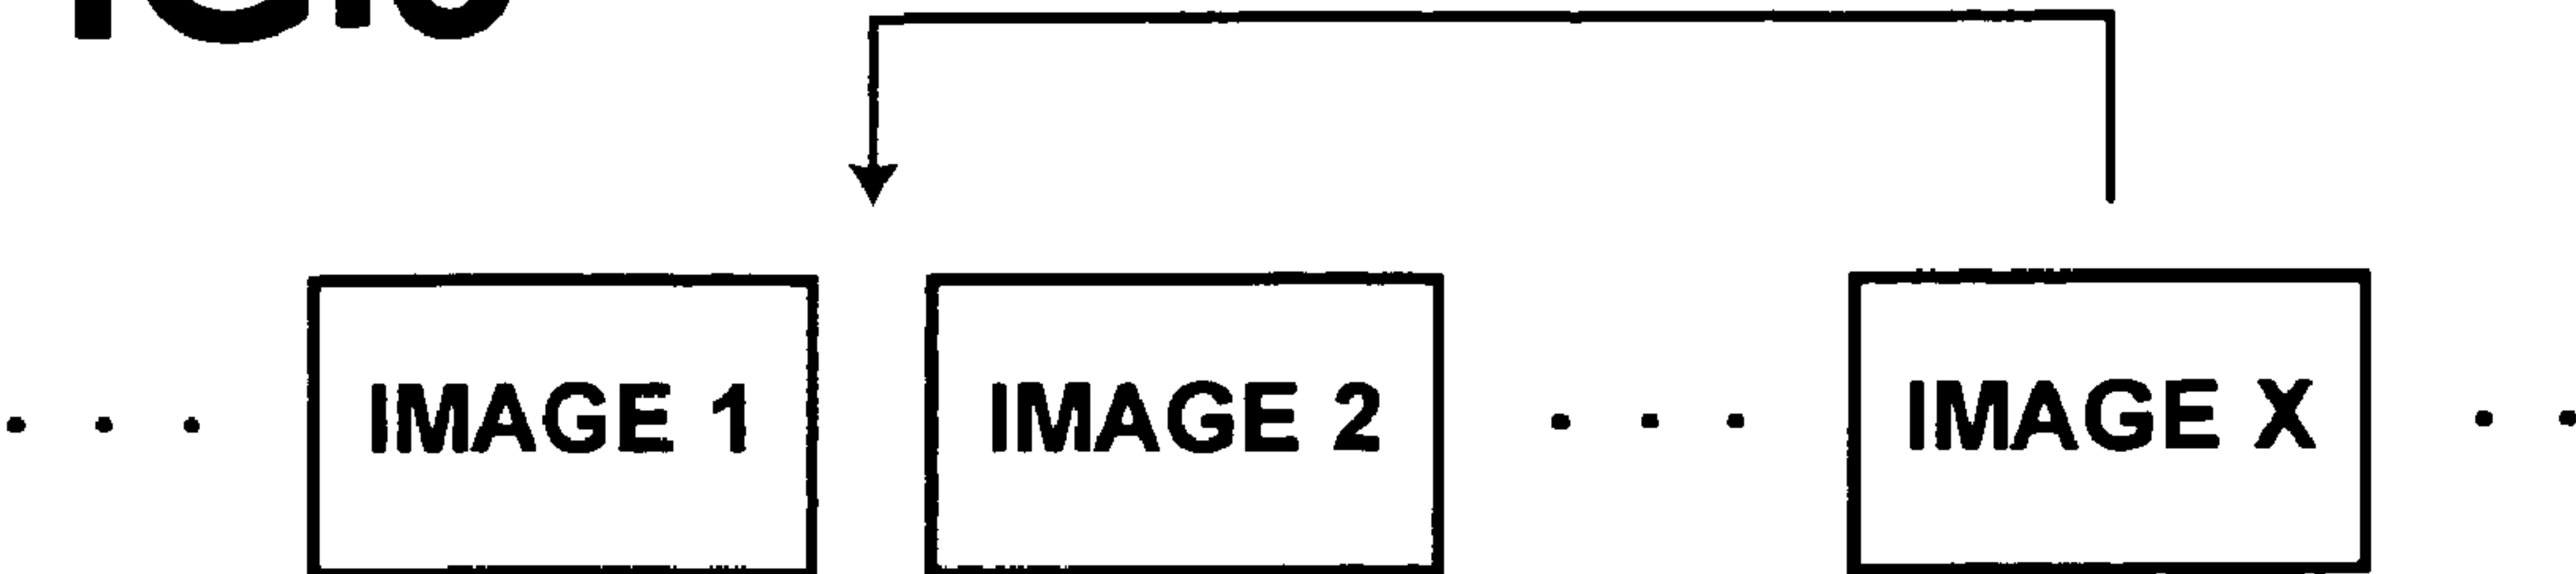 . . . IMAGE 1 IMAGE 2 . . . IMAGE X . .